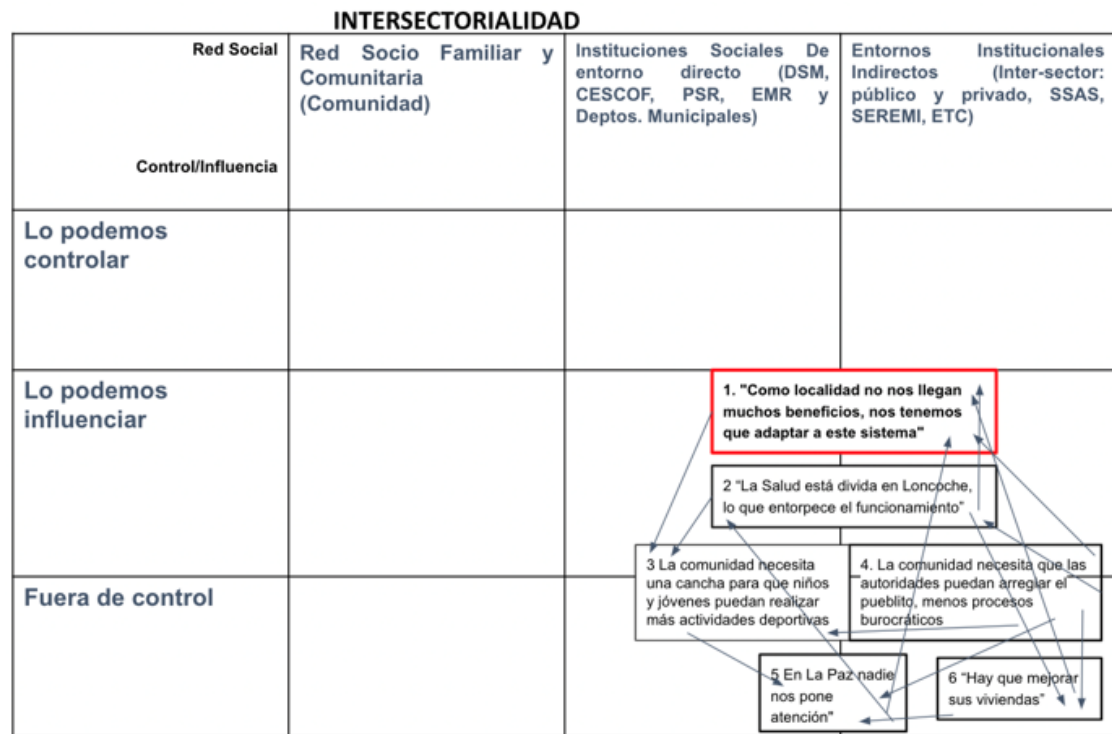 INTERSECTORIALIDAD
Red Social
Control/Influencia
Red Socio Familiar y
Comunitaria
(Comunidad)
Instituciones Sociales De
entorno directo (DSM,
CESCOF, PSR, EMR y
Deptos. Municipales)
Entornos Institucionales
Indirectos (Inter-sector:
público y privado, SSAS,
SEREMI, ETC)
Lo podemos
controlar
Lo podemos
influenciar
1. "Como localidad no nos llegan
muchos beneficios, nos tenemos
que adaptar a este sistema"
2 “La Salud está divida en Loncoche,
lo que entorpece el funcionamiento”
3 La comunidad necesita
una cancha para que niños
y jóvenes puedan realizar
más actividades deportivas
4. La comunidad necesita que las
autoridades puedan arreglar el
pueblito, menos procesos
burocráticos
Fuera de control
5 En La Paz nadie
nos pone
atención"
6 “Hay que mejorar
sus viviendas”